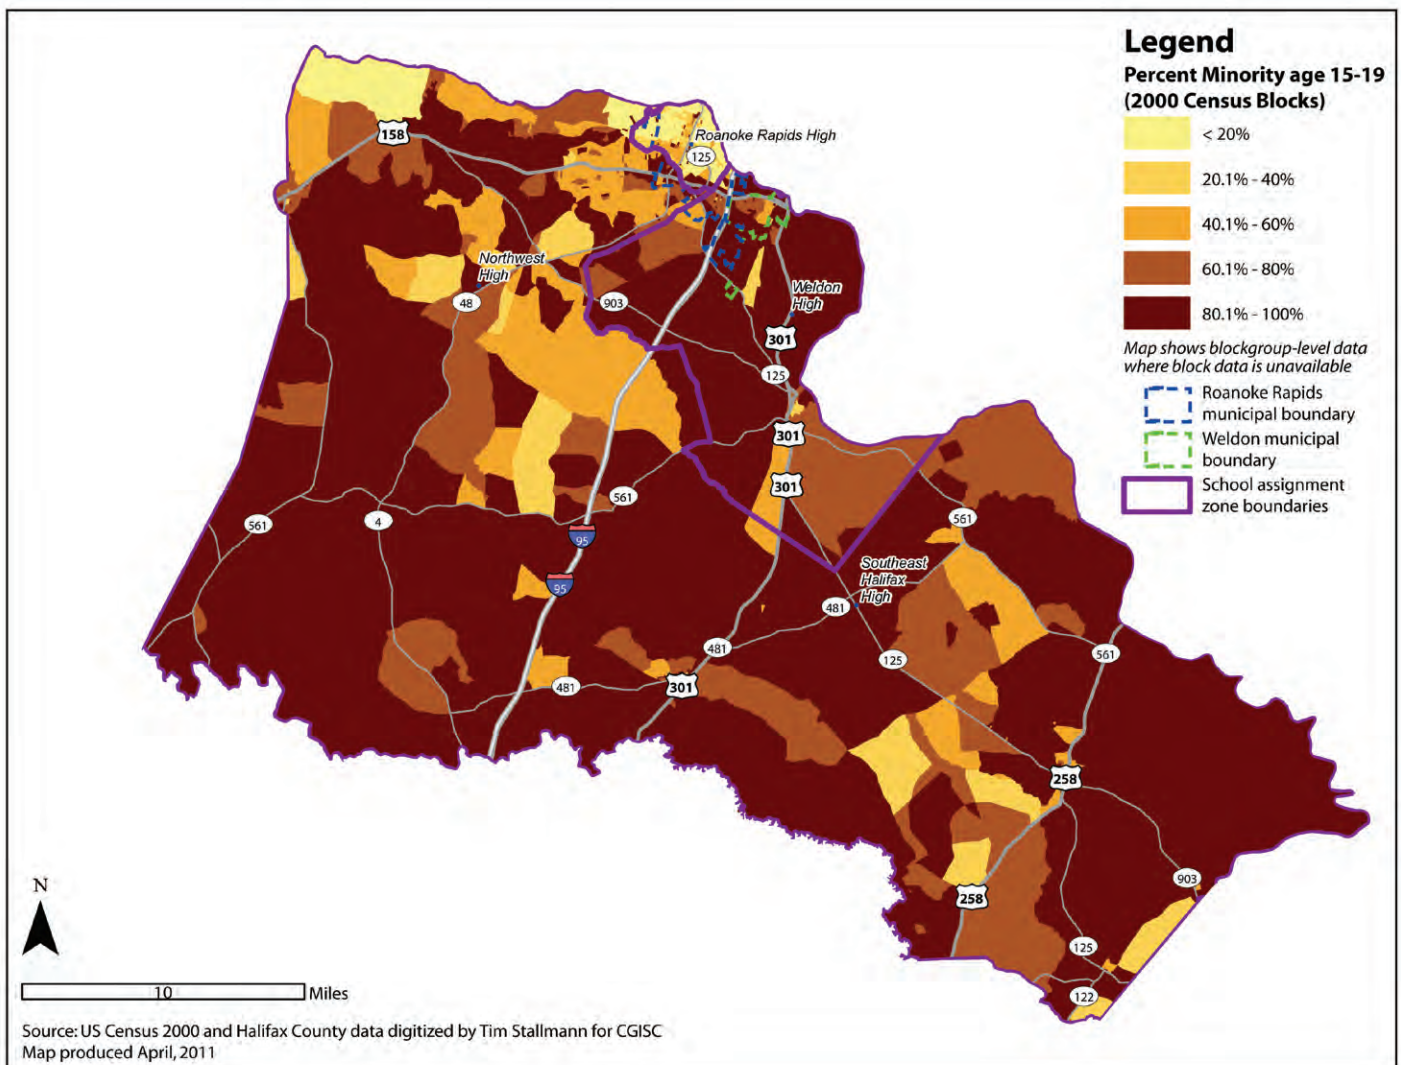 Legend
Percent Minority age 15-19
(2000 Census Blocks)
< 20%
20.1% - 40%
40.1% - 60%
60.1% - 80%
80.1% - 100%
Map shows blockgroup-level data
where block data is unavailable
Roanoke Rapids
municipal boundary
Weldon municipal
boundary
School assignment
zone boundaries
158
Roanoke Rapids High
125
Northwest
High
48
903
Weldon
High
301
125
301
301
561
561
4
561
95
95
Southeast
Halifax
High
481
481
125
561
481
301
258
903
258
125
122
N
10 Miles
Source: US Census 2000 and Halifax County data digitized by Tim Stallmann for CGISC
Map produced April, 2011